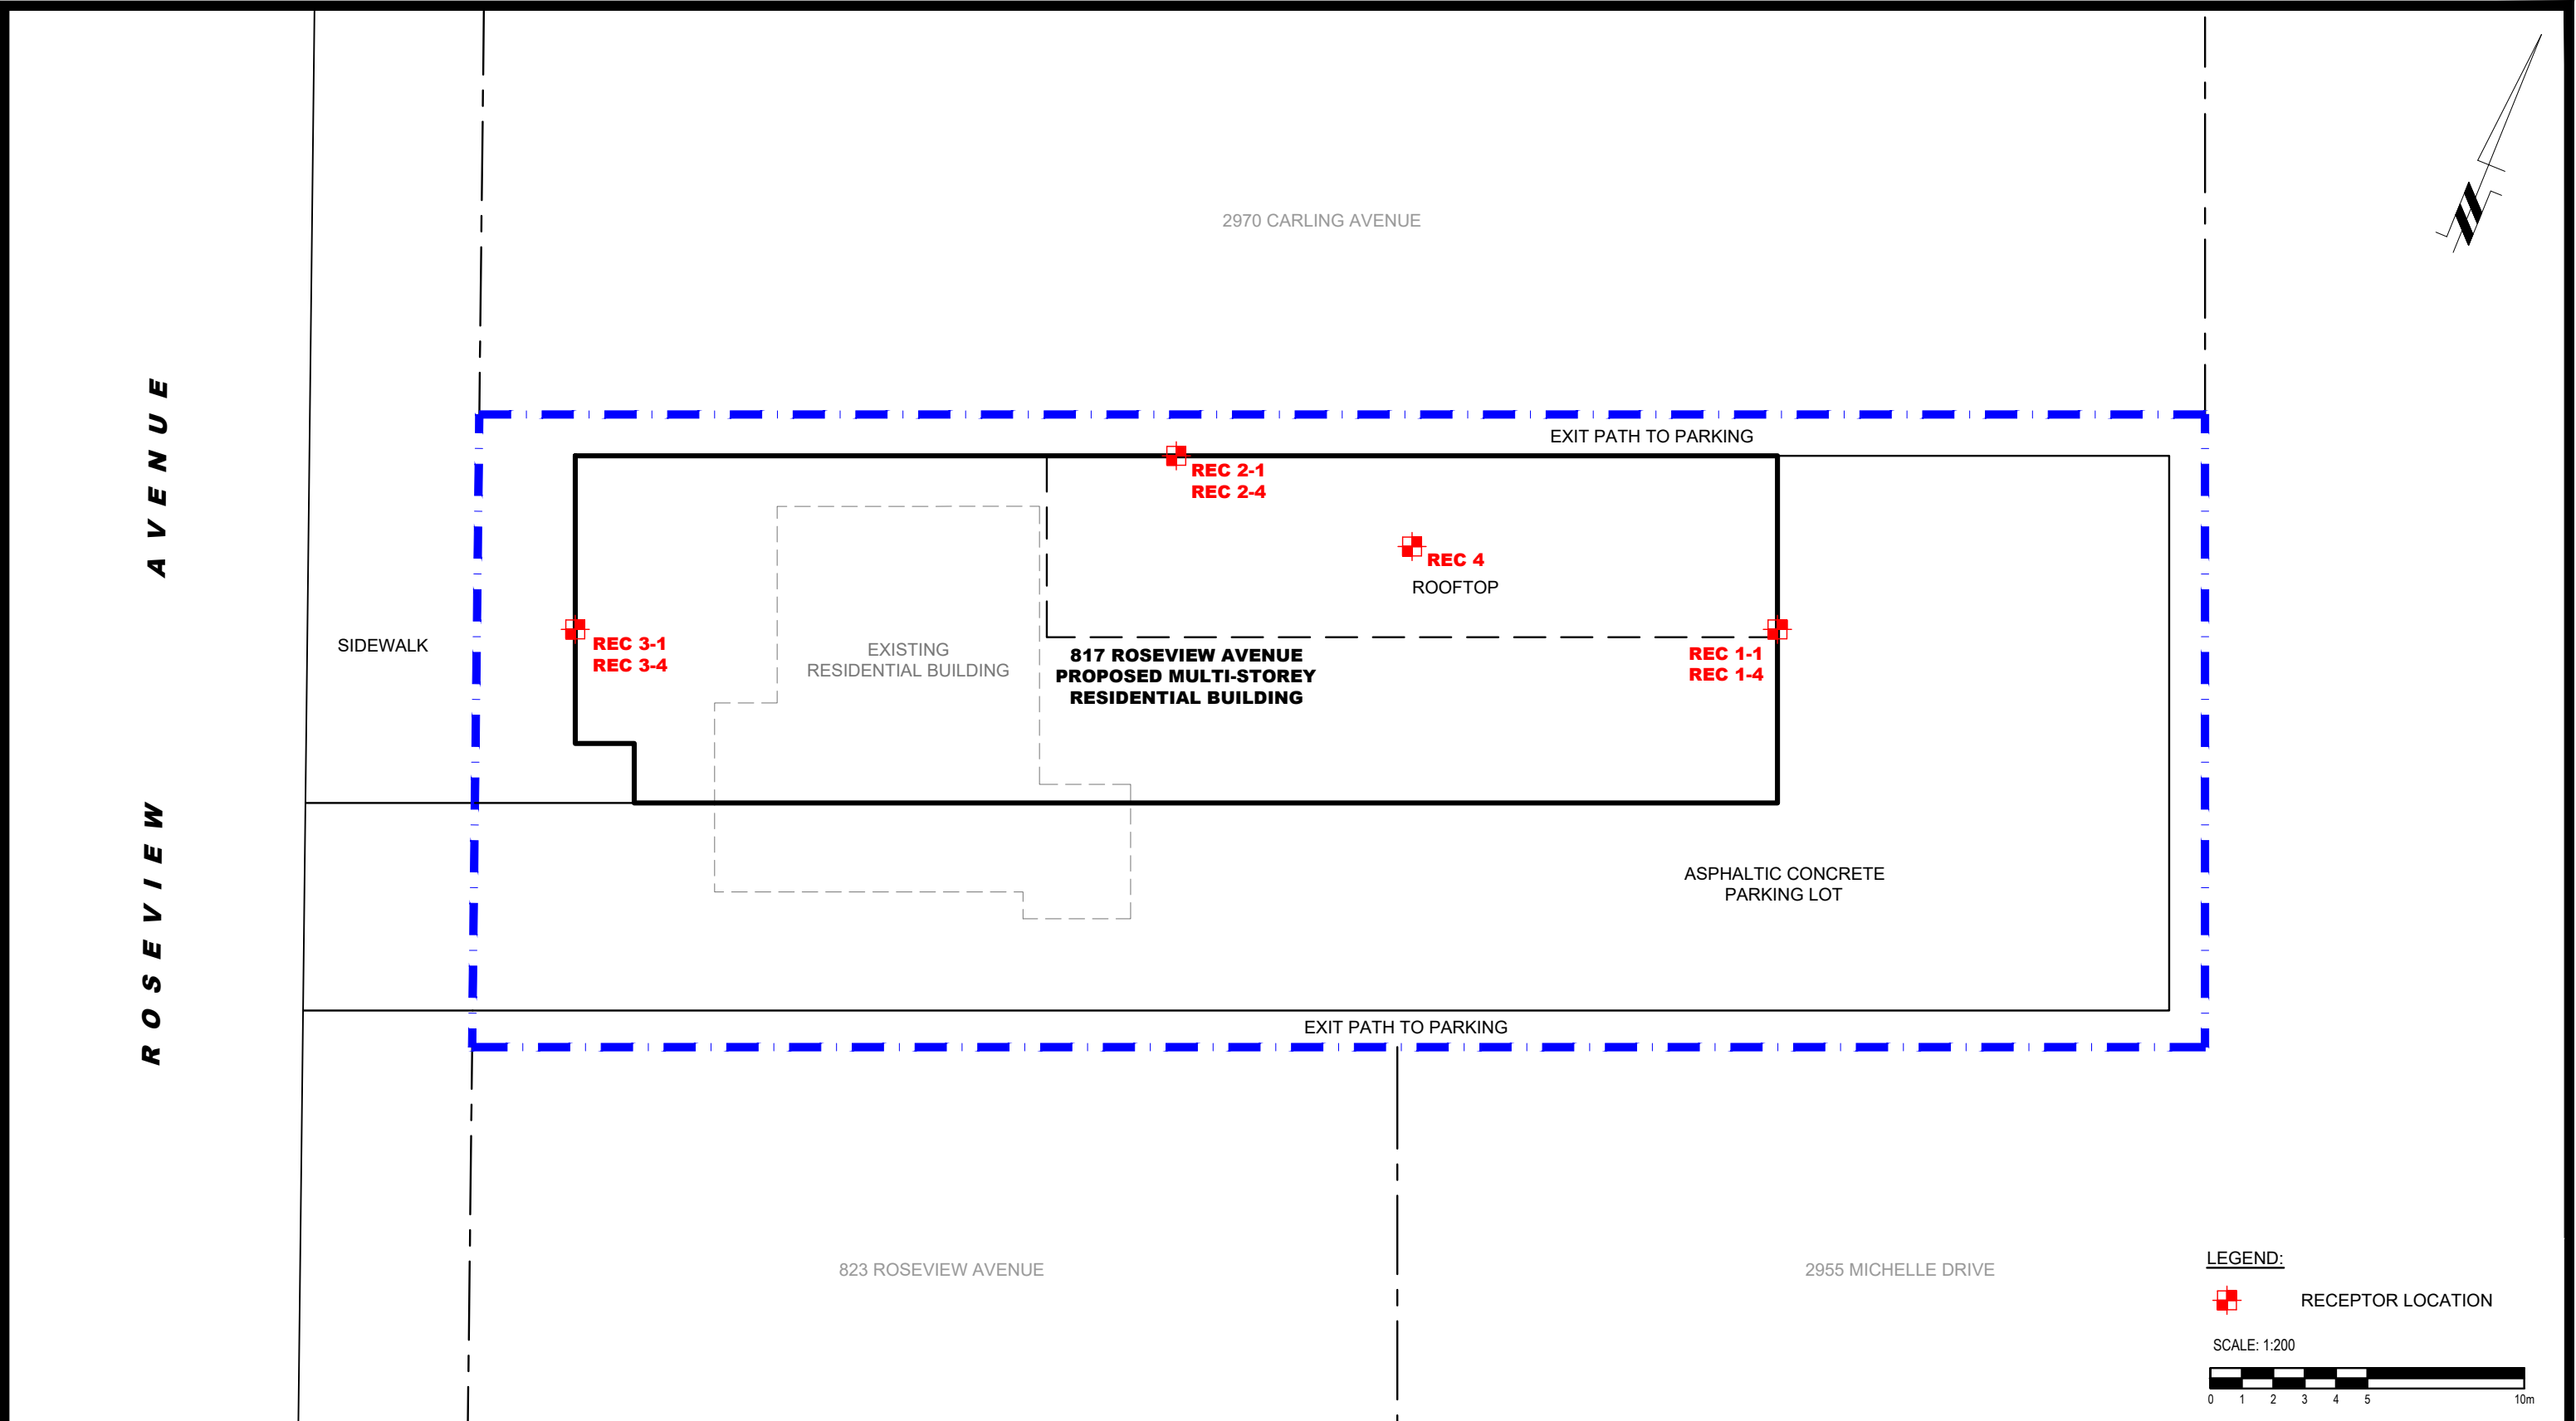 2970 CARLING AVENUE
EXIT PATH TO PARKING
REC 2-1
REC 2-4
REC 4
ROOFTOP
SIDEWALK
REC 3-1
REC 3-4
EXISTING
RESIDENTIAL BUILDING
817 ROSEVIEW AVENUE
PROPOSED MULTI-STOREY
RESIDENTIAL BUILDING
REC 1-1
REC 1-4
ROSEVIEW AVENUE
ASPHALTIC CONCRETE
PARKING LOT
EXIT PATH TO PARKING
823 ROSEVIEW AVENUE
2955 MICHELLE DRIVE
LEGEND:
RECEPTOR LOCATION
SCALE: 1:200
0 1 2 3 4 5 10m